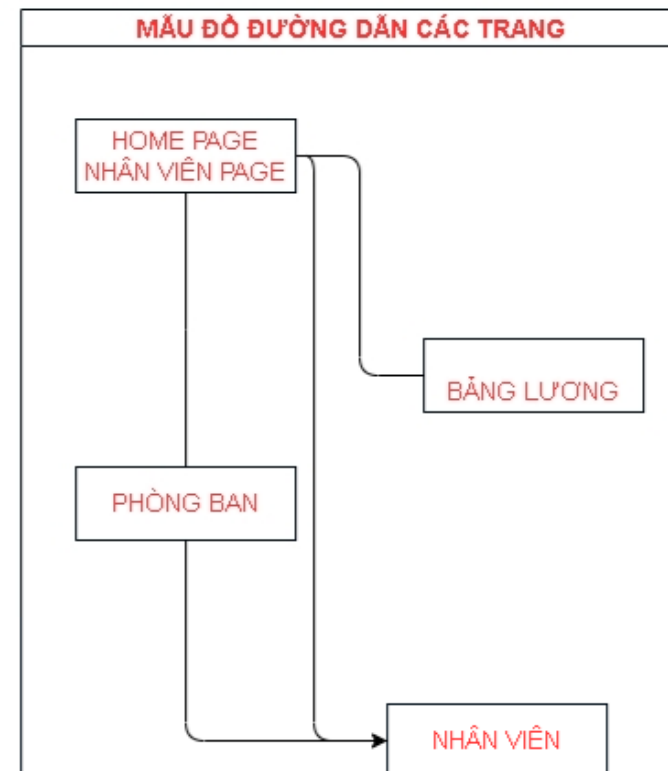 MẪU ĐỒ ĐƯỜNG DẪN CÁC TRANG
HOME PAGE
NHÂN VIÊN PAGE
BẢNG LƯƠNG
PHÒNG BAN
NHÂN VIÊN